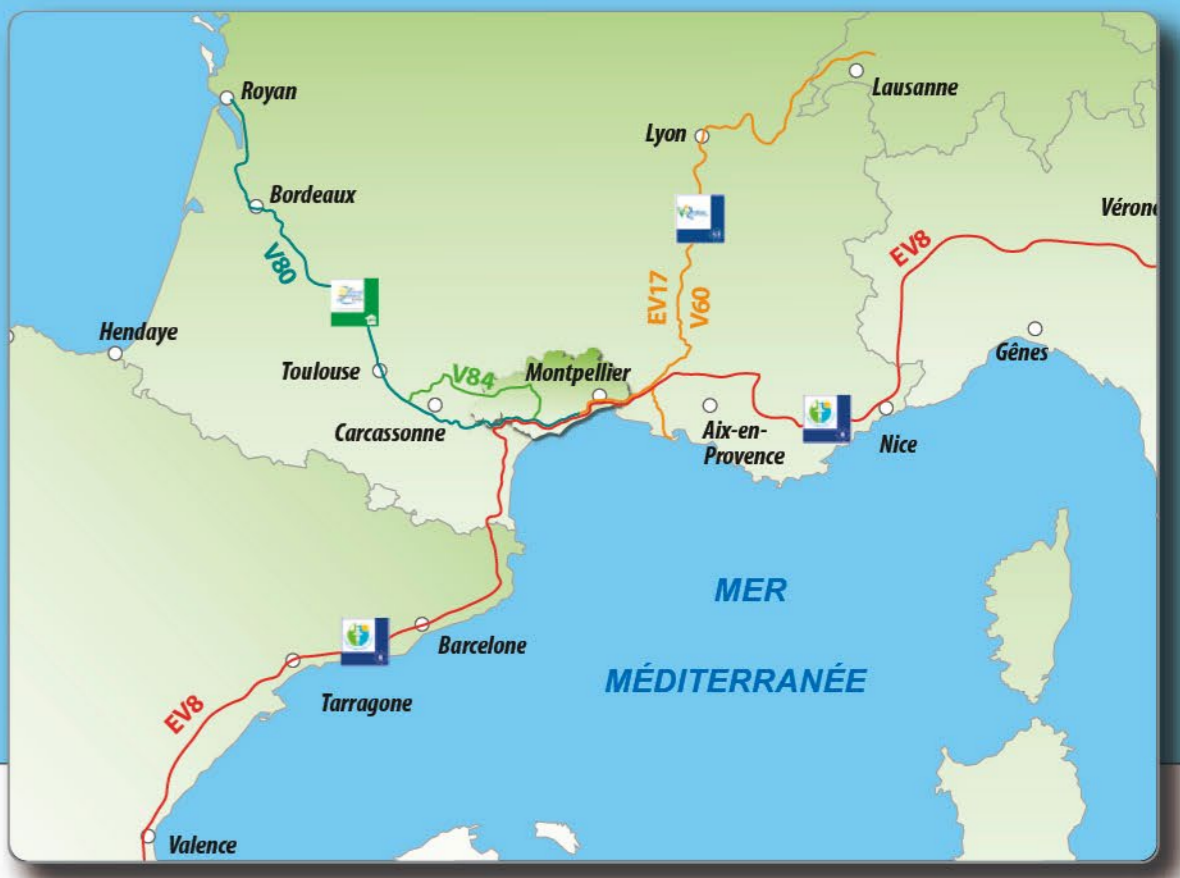 Royan
Lausanne
Lyon
Bordeaux
Véron
EV8
V80
EV17
V60
Hendaye
Gênes
Toulouse
V84
Montpellier
Carcassonne
Aix-en-
Provence
Nice
MER
Barcelone
MÉDITERRANÉE
Tarragone
EV8
Valence